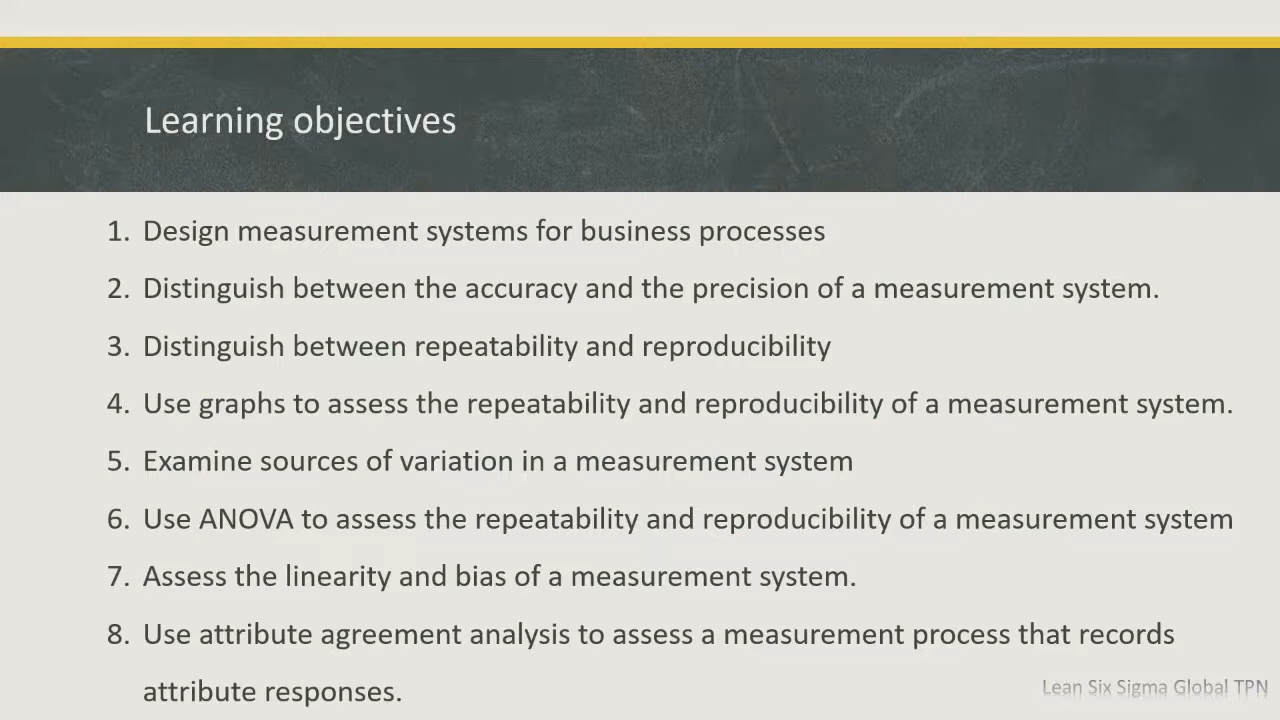 Learning objectives
1. Design measurement systems for business processes
2. Distinguish between the accuracy and the precision of a measurement system.
3. Distinguish between repeatability and reproducibility
4. Use graphs to assess the repeatability and reproducibility of a measurement system.
5. Examine sources of variation in a measurement system
6. Use ANOVA to assess the repeatability and reproducibility of a measurement system
7. Assess the linearity and bias of a measurement system.
8. Use attribute agreement analysis to assess a measurement process that records
attribute responses.
Lean Six Sigma Global TPN